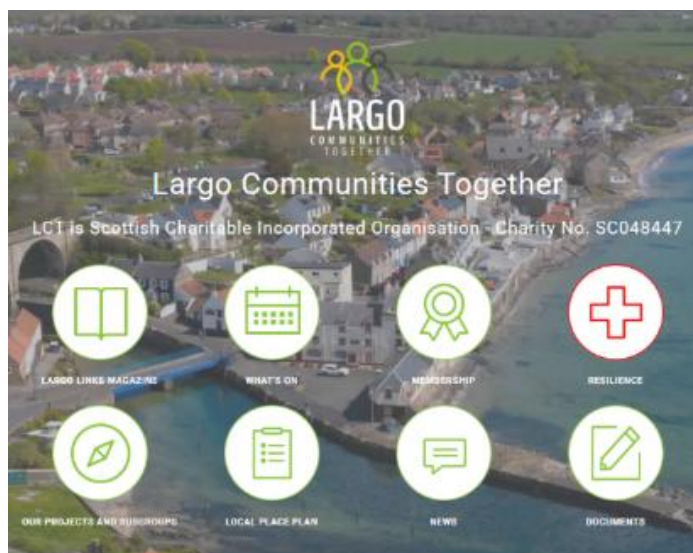 LARGO
COMMUNITIES
TOGETHER
Largo Communities Together
LCT is Scottish Charitable Incorporated Organisation - Charity No. SC048447
LARGO LINKS MAGAZINE
WHAT'S ON
MEMBERSHIP
RESILIENCE
OUR PROJECTS AND SUBGROUPS
LOCAL PLACE PLAN
NEWS
DOCUMENTS